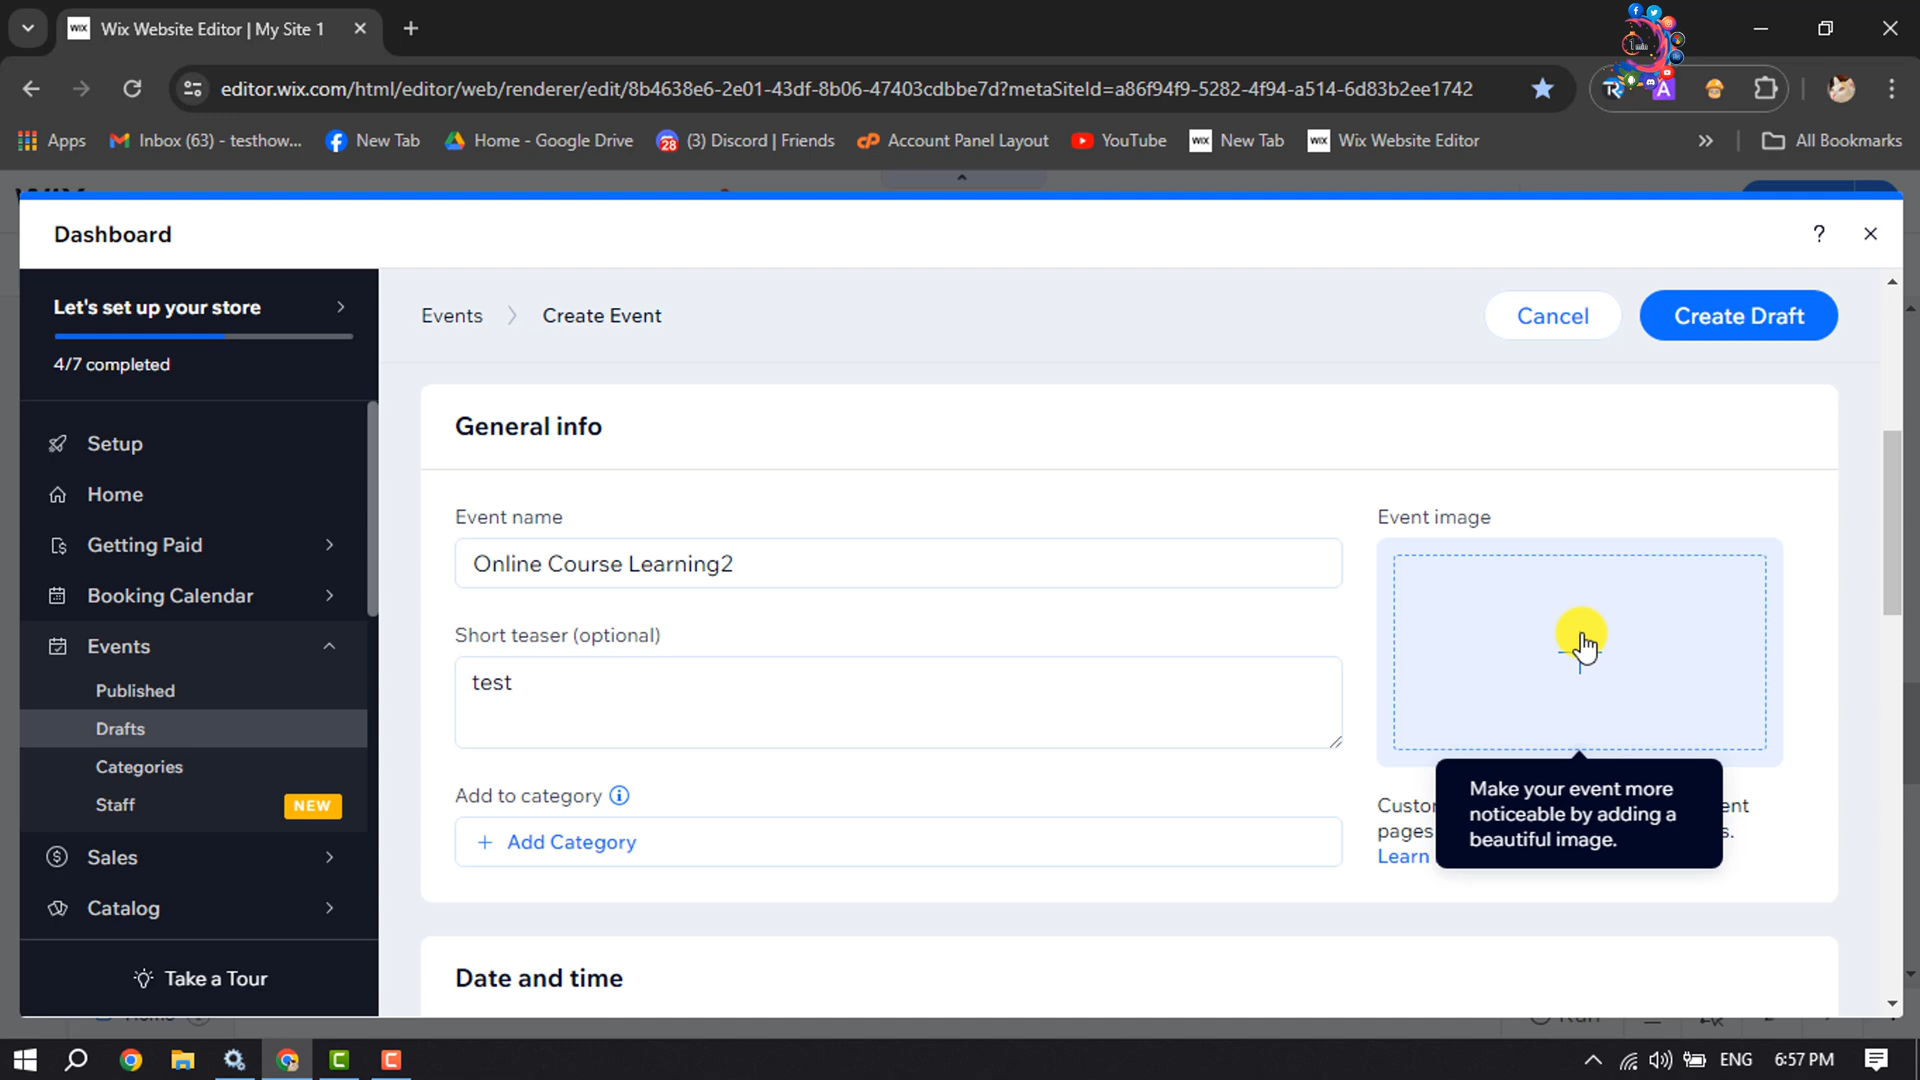 Wix Website Editor | My Site 1
editor.wix.com/html/editor/web/renderer/edit/8b4638e6-2e01-43df-8b06-47403cdbbe7d?metaSiteId=a86f94f9-5282-4f94-a514-6d83b2ee1742
Apps
Inbox (63) - testhow...
New Tab
Home - Google Drive
28
(3) Discord | Friends
Account Panel Layout
YouTube
WIX
New Tab
WIX
Wix Website Editor
All Bookmarks
Dashboard
?
Let's set up your store
4/7 completed
Setup
Home
Getting Paid
Booking Calendar
Events
Published
Drafts
Categories
Staff
NEW
Sales
Catalog
Take a Tour
Events
Create Event
Cancel
Create Draft
General info
Event name
Online Course Learning2
Short teaser (optional)
test
Add to category
+ Add Category
Event image
Make your event more
noticeable by adding a
beautiful image.
pages
Learn
Date and time
ENG
6:57 PM